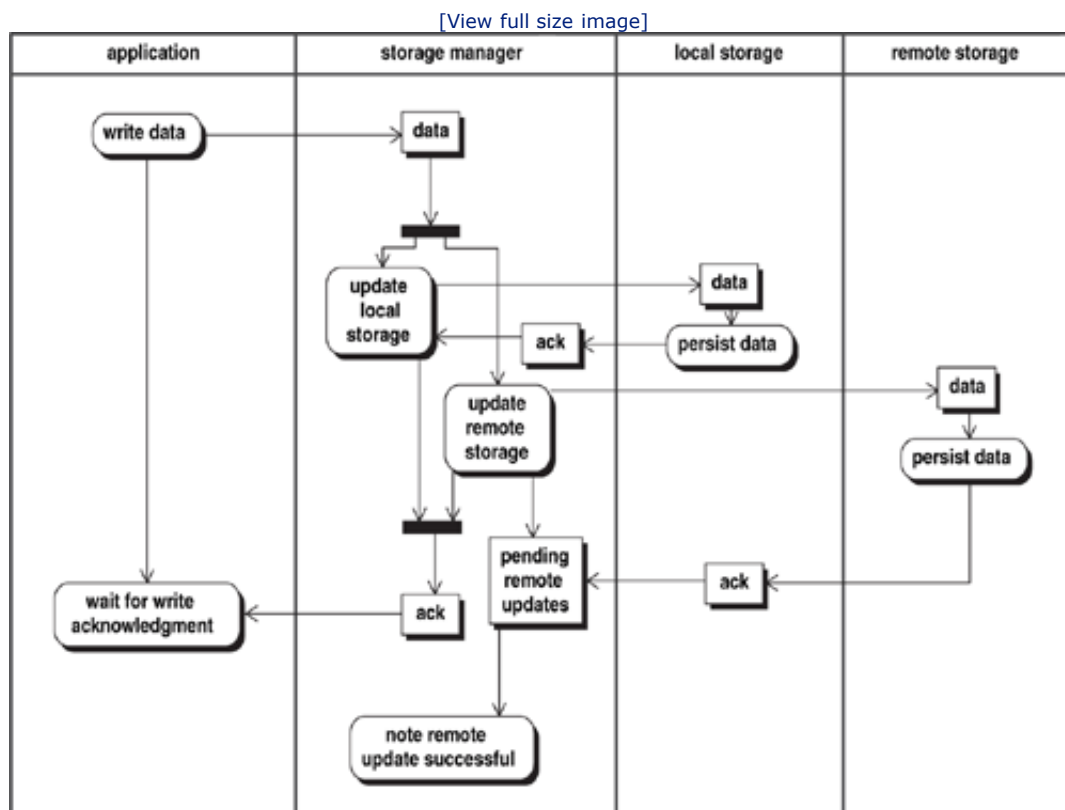 [View full size image]
application
storage manager
local storage
remote storage
write data
data
update
local
storage
data
ack
persist data
update
remote
storage
data
persist data
pending
remote
updates
ack
wait for write
acknowledgment
ack
note remote
update successful